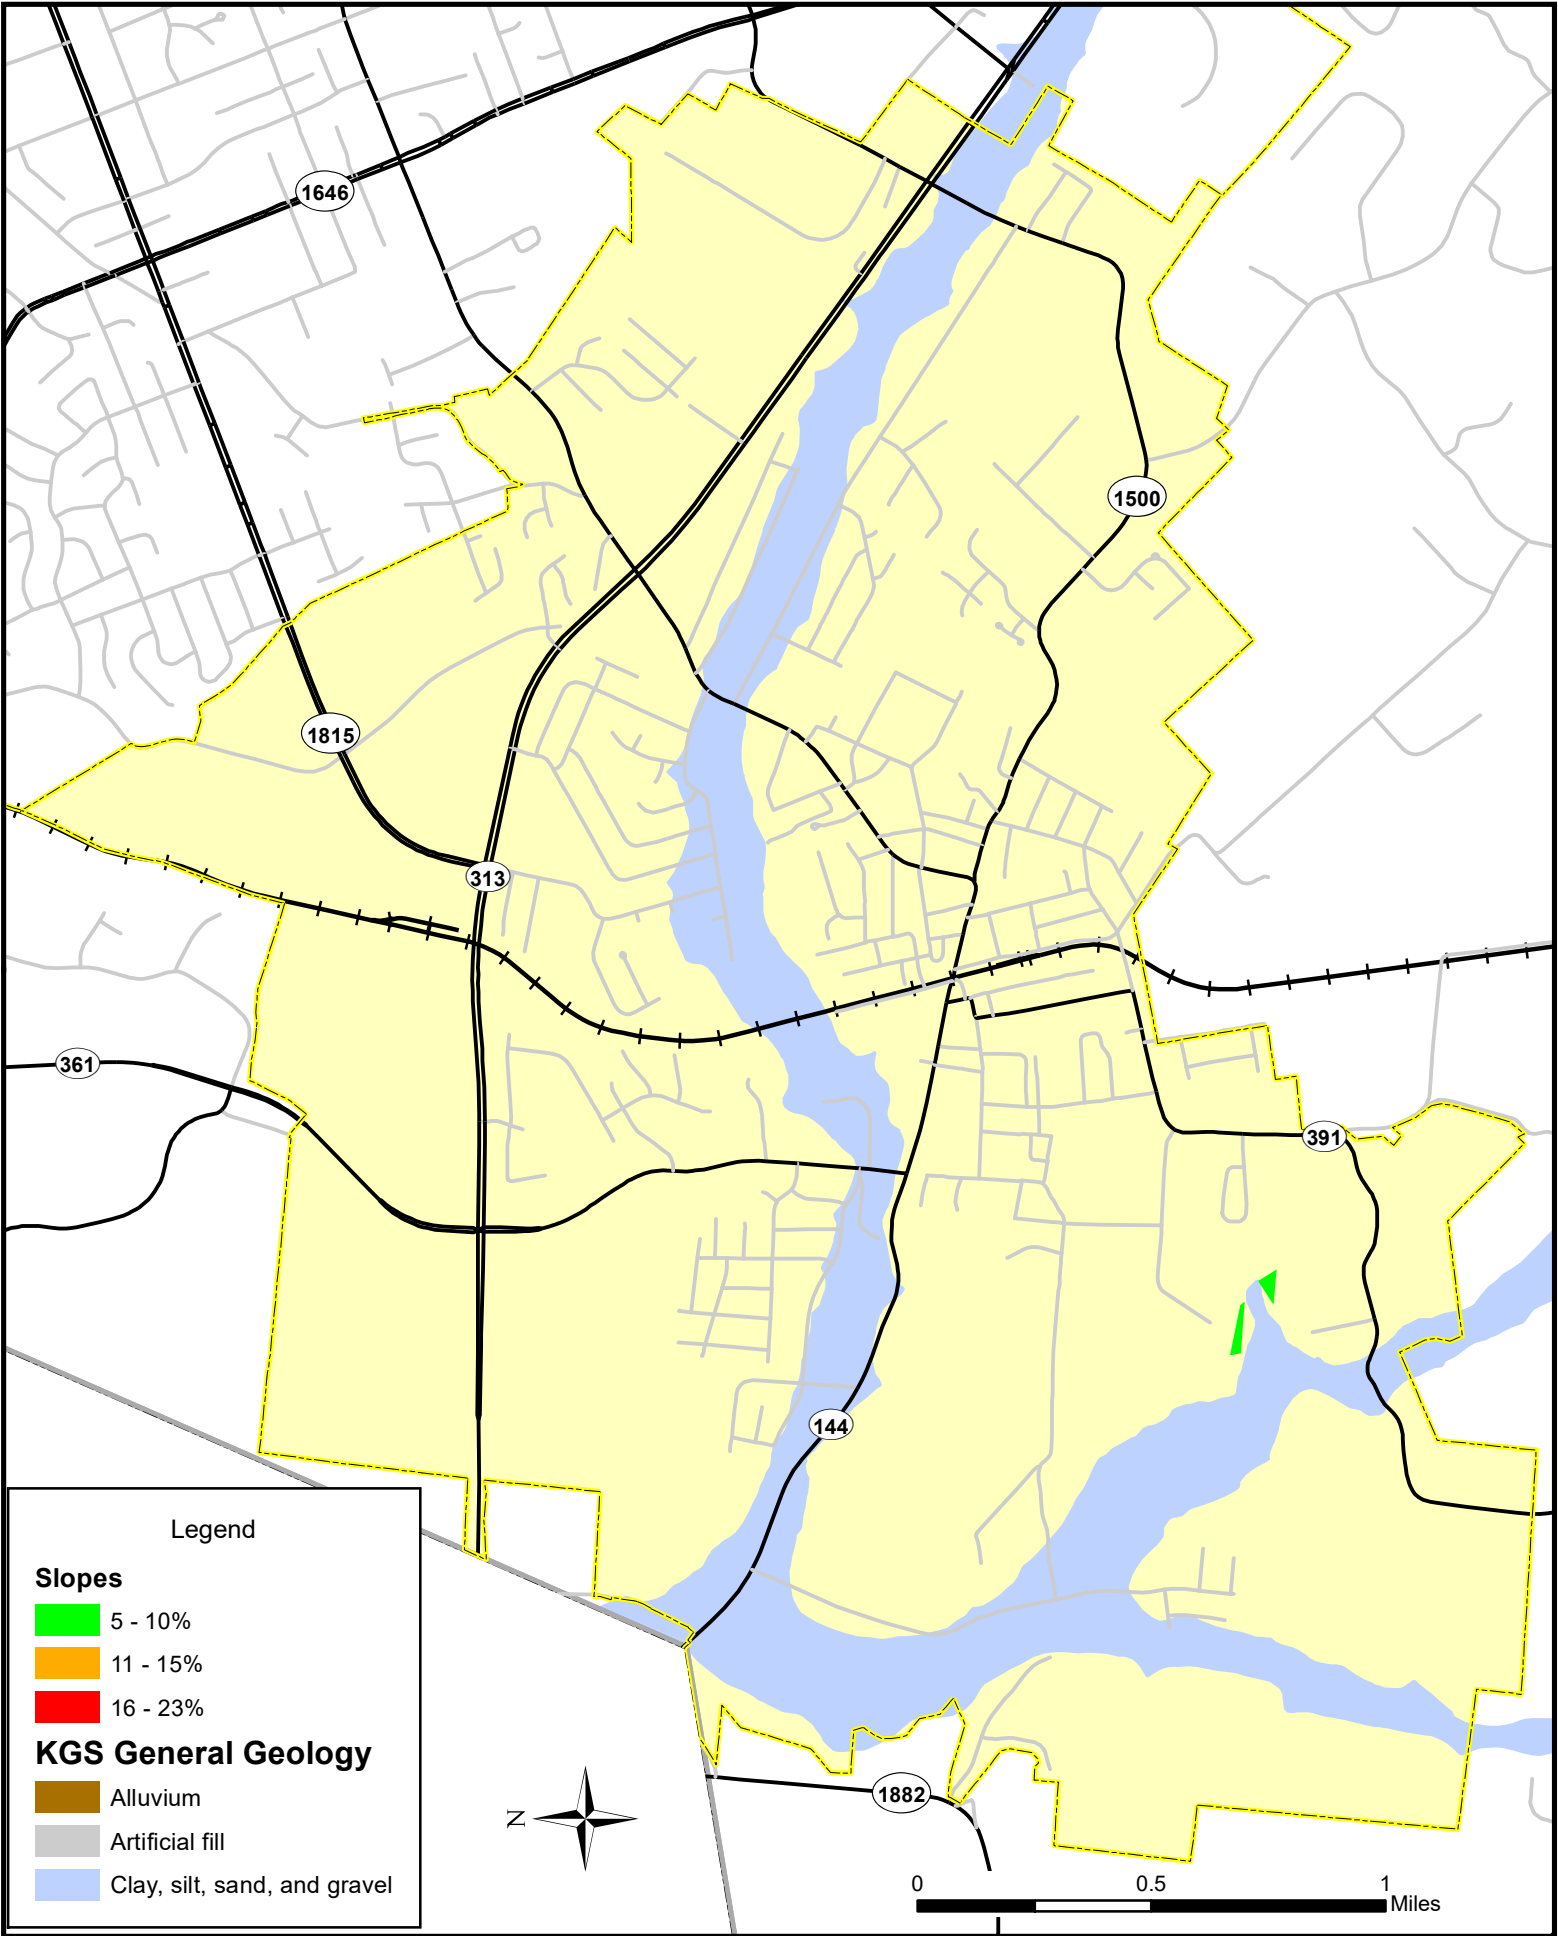 1646
1500
1815
313
361
391
144
Legend
Slopes
5 - 10%
11 - 15%
16 - 23%
KGS General Geology
Alluvium
Artificial fill
Clay, silt, sand, and gravel
N
1882
0 0.5 1
Miles